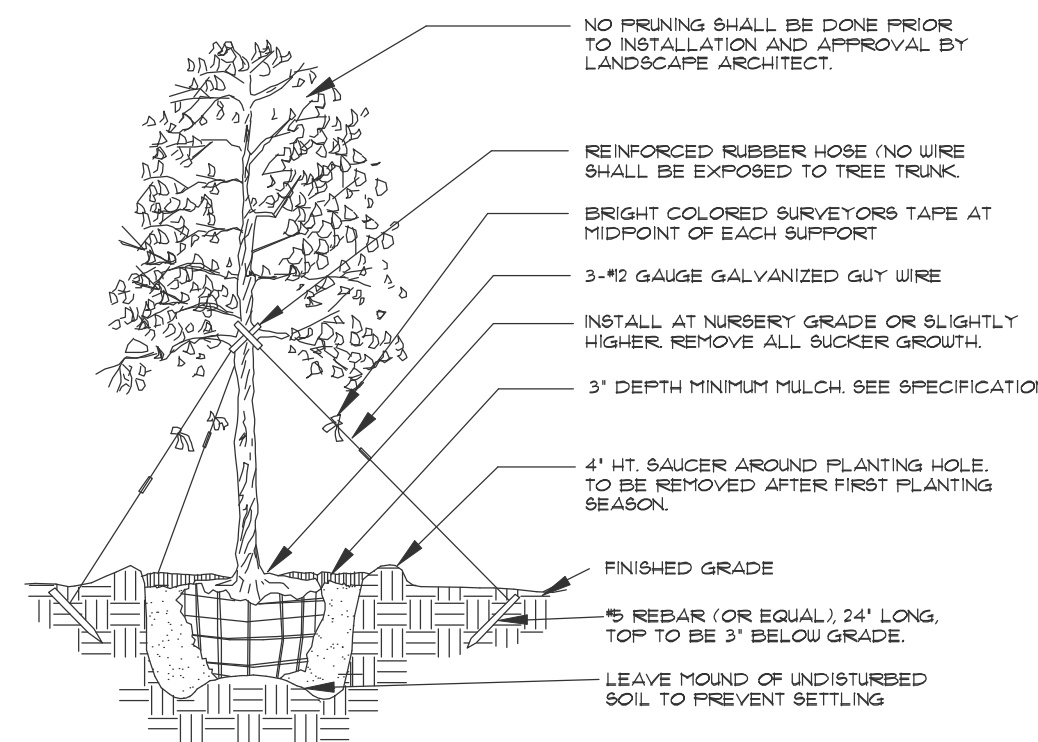 NO PRUNING SHALL BE DONE PRIOR
TO INSTALLATION AND APPROVAL BY
LANDSCAPE ARCHITECT.
REINFORCED RUBBER HOSE (NO WIRE
SHALL BE EXPOSED TO TREE TRUNK.
BRIGHT COLORED SURVEYORS TAPE AT
MIDPOINT OF EACH SUPPORT
3-#12 GAUGE GALVANIZED GUY WIRE
INSTALL AT NURSERY GRADE OR SLIGHTLY
HIGHER. REMOVE ALL SUCKER GROWTH.
3" DEPTH MINIMUM MULCH. SEE SPECIFICATIO
4" HT. SAUCER AROUND PLANTING HOLE.
TO BE REMOVED AFTER FIRST PLANTING
SEASON.
FINISHED GRADE
#5 REBAR (OR EQUAL), 24" LONG,
TOP TO BE 3" BELOW GRADE.
LEAVE MOUND OF UNDISTURBED
SOIL TO PREVENT SETTLING